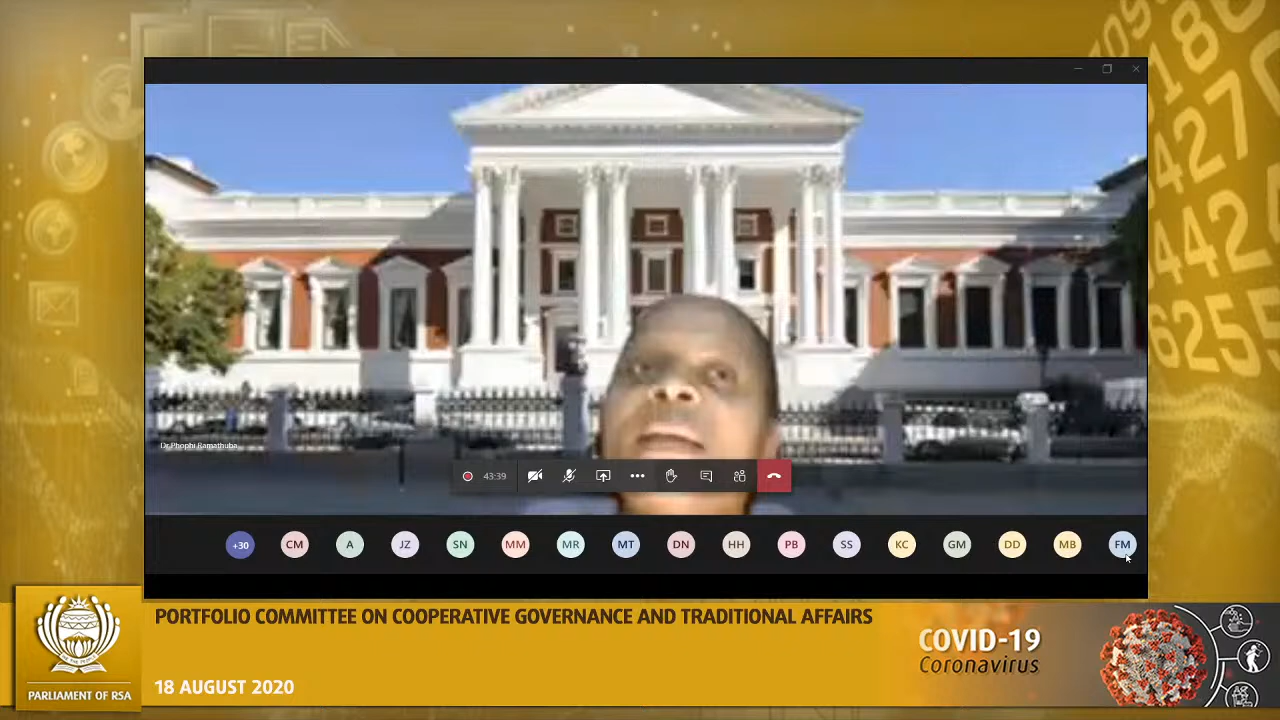 Dr Phophi Ramathuba
43:39
+30
CM
A
JZ
SN
MM
MR
MT
DN
HH
PB
SS
KC
GM
DD
MB
FM
PORTFOLIO COMMITTEE ON COOPERATIVE GOVERNANCE AND TRADITIONAL AFFAIRS
COVID-19
Coronavirus
PARLIAMENT OF RSA
18 AUGUST 2020